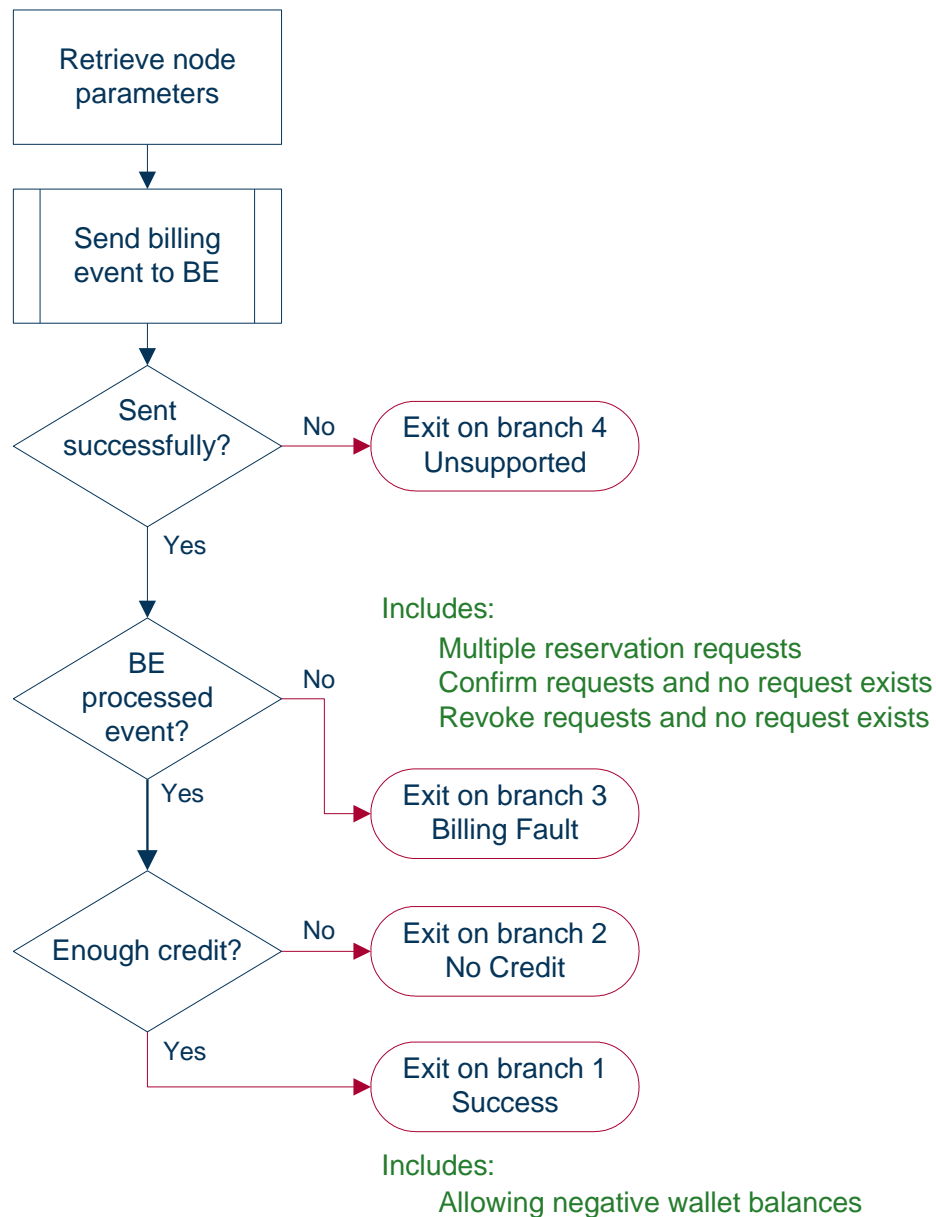 Retrieve node
parameters
Send billing
event to BE
Sent
successfully?
No
Exit on branch 4
Unsupported
Yes
Includes:
Multiple reservation requests
Confirm requests and no request exists
Revoke requests and no request exists
BE
processed
event?
No
Exit on branch 3
Billing Fault
Yes
Enough credit?
No
Exit on branch 2
No Credit
Yes
Exit on branch 1
Success
Includes:
Allowing negative wallet balances